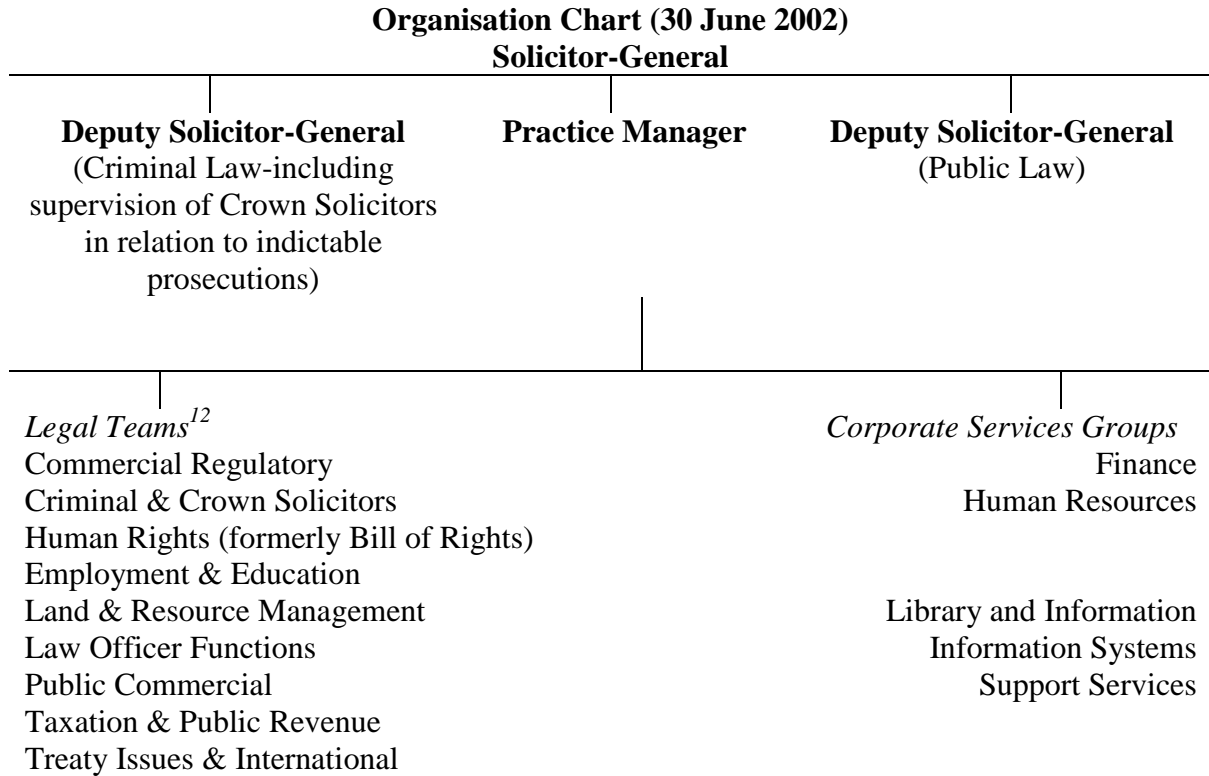 Organisation Chart (30 June 2002)
Solicitor-General
Deputy Solicitor-General
(Criminal Law-including
supervision of Crown Solicitors
in relation to indictable
prosecutions)
Practice Manager
Deputy Solicitor-General
(Public Law)
Legal Teams12
Commercial Regulatory
Criminal & Crown Solicitors
Human Rights (formerly Bill of Rights)
Employment & Education
Land & Resource Management
Law Officer Functions
Public Commercial
Taxation & Public Revenue
Treaty Issues & International
Corporate Services Groups
Finance
Human Resources
Library and Information
Information Systems
Support Services